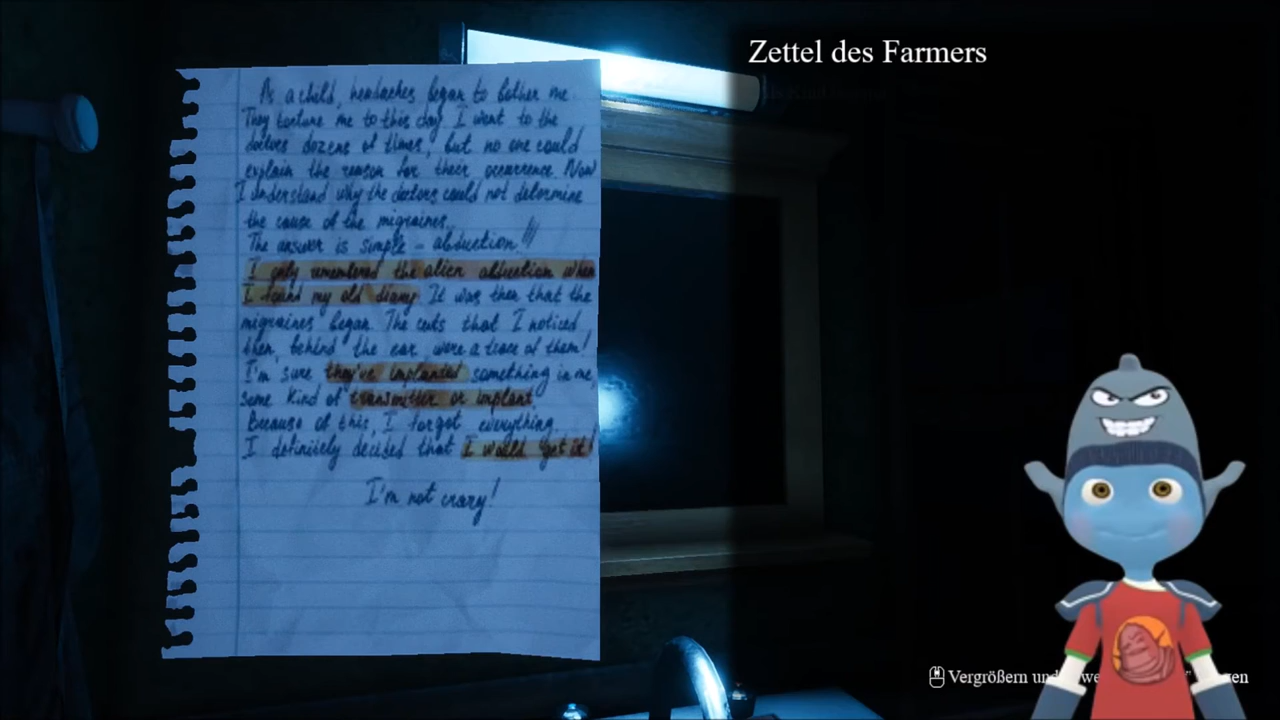 Zettel des Farmers
As a child, headaches began to bother me.
They torture me to this day. I went to the
doctors dozens of times, but no one could
explain the reason for their occurrence. Now
I understand why the doctors could not determine
the cause of the migraines.
The answer is simple - abduction!!!
I only remembered the alien abduction when
I found my old diary. It was then that the
migraines began. The cuts that I noticed
then, behind the ear, were a trace of them!
I'm sure they've implanted something in me,
some kind of transmitter or implant.
Because of this, I forgot everything.
I definitely decided that I would get it!
I'm not crazy!
Vergrößern und